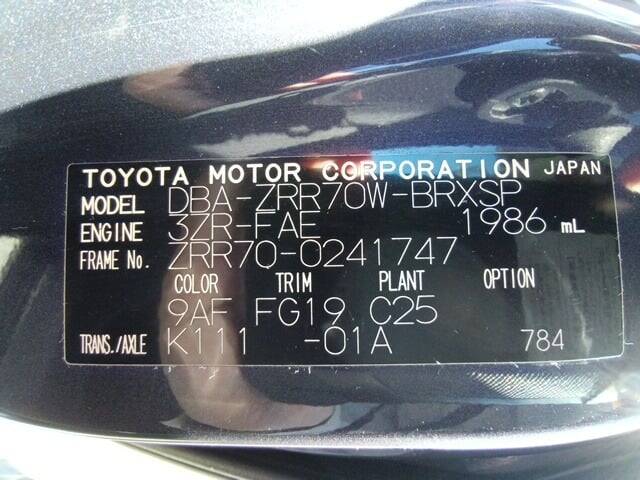 TOYOTA MOTOR CORPORATION JAPAN
MODEL DBA-ZRR70W-BRXSP
ENGINE 3ZR-FAE 1986 mL
FRAME No. ZRR70-0241747
COLOR TRIM PLANT OPTION
9AF FG19 C25
TRANS./AXLE K111 -01A 784